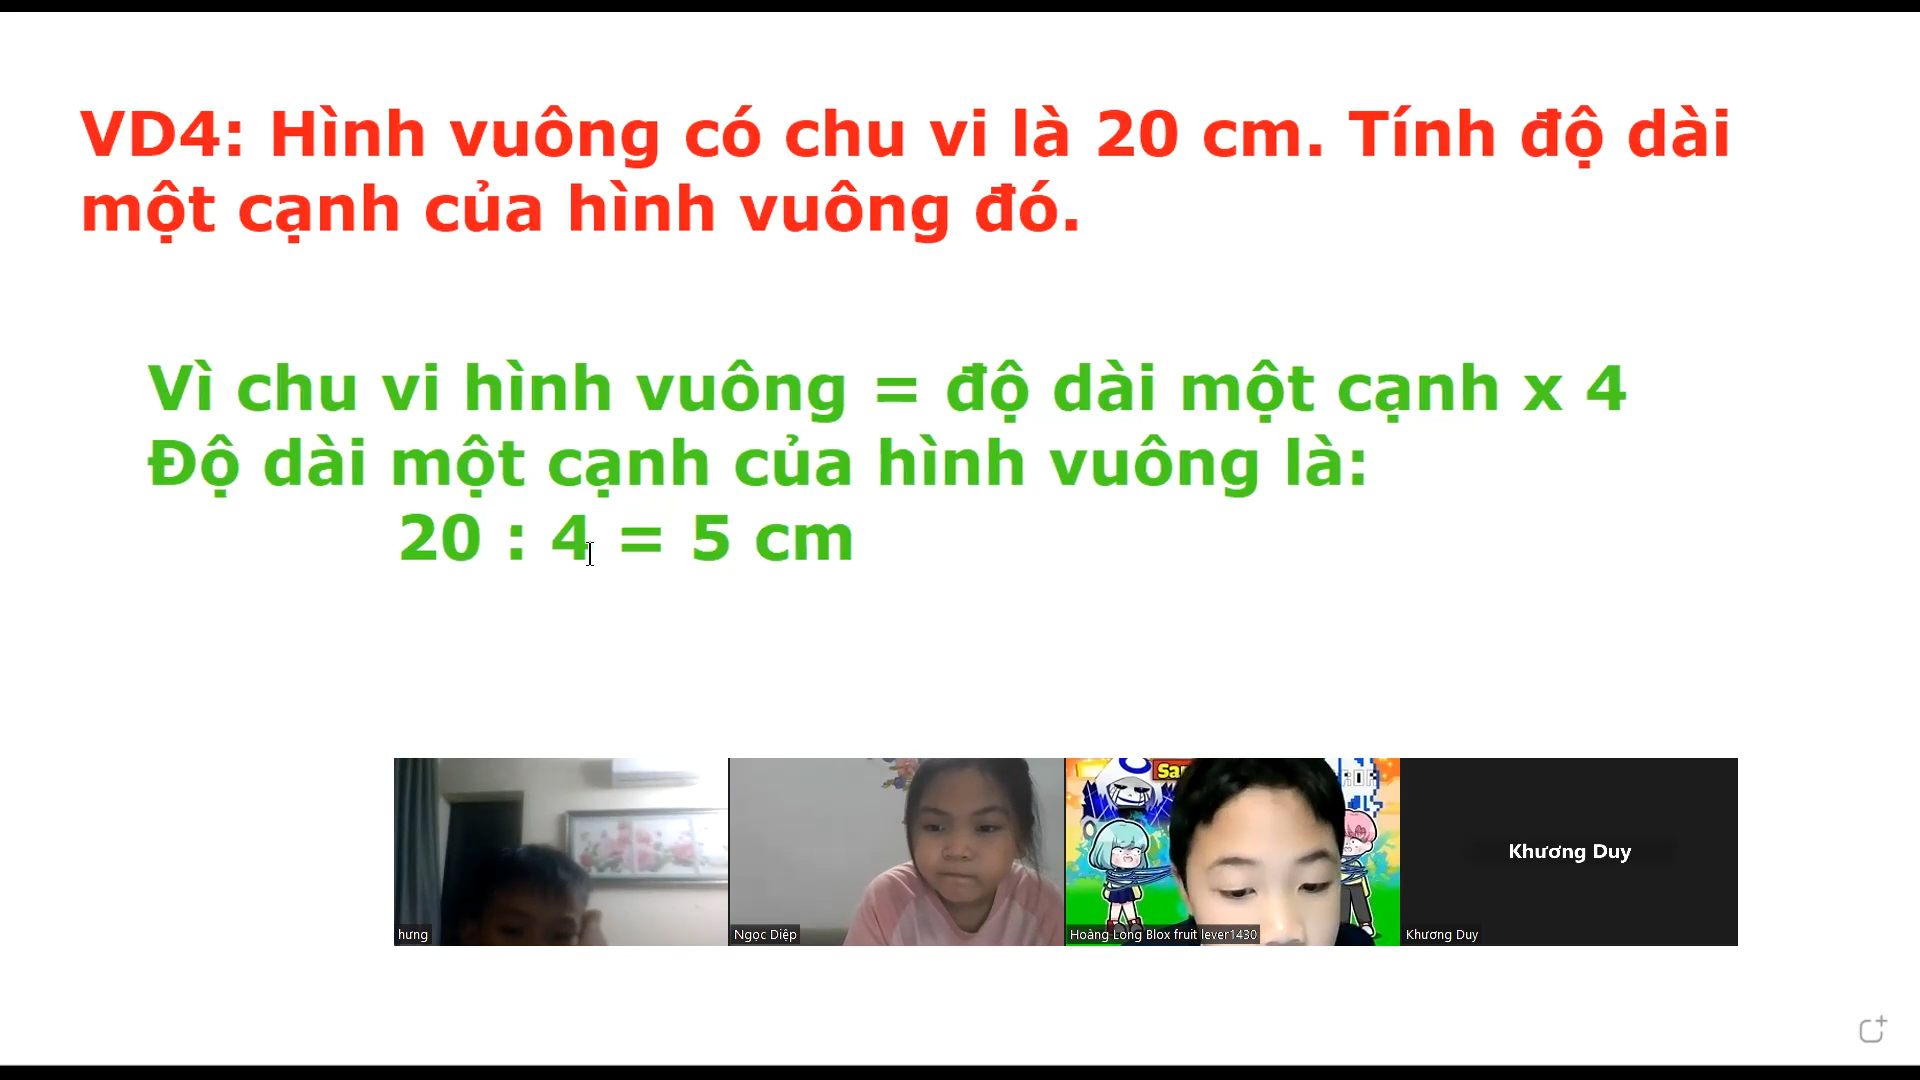 VD4: Hình vuông có chu vi là 20 cm. Tính độ dài
một cạnh của hình vuông đó.
Vì chu vi hình vuông = độ dài một cạnh x 4
Độ dài một cạnh của hình vuông là:
20 : 4 = 5 cm
Khương Duy
hưng
Ngọc Diệp
Hoàng Long Blox fruit lever1430
Khương Duy